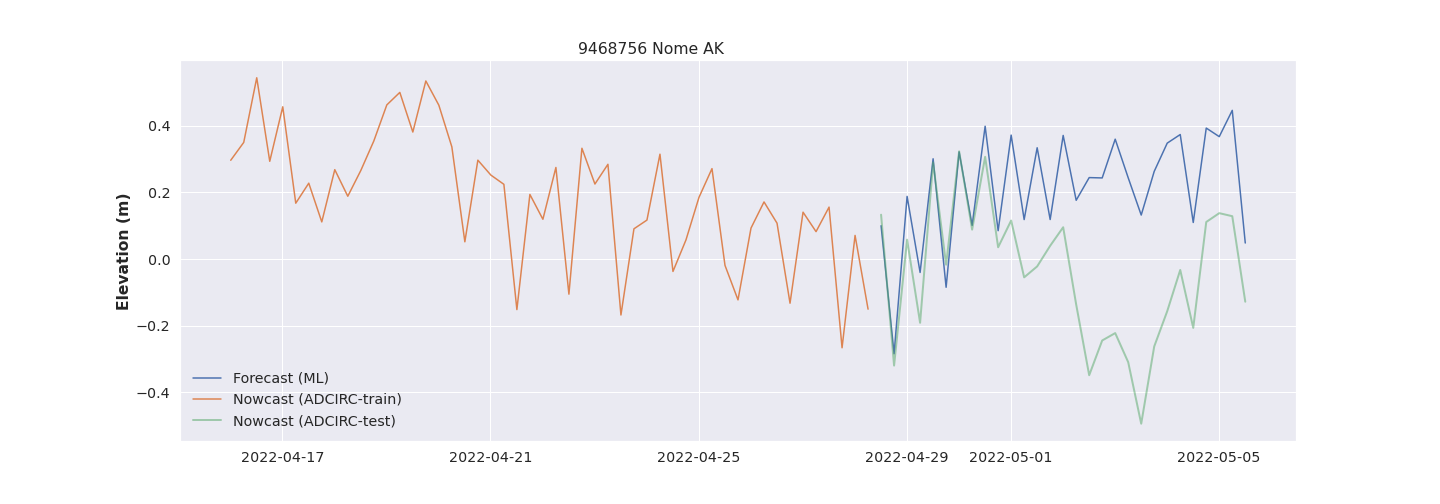 9468756 Nome AK
Elevation (m)
0.4
0.2
0.0
−0.2
−0.4
Forecast (ML)
Nowcast (ADCIRC-train)
Nowcast (ADCIRC-test)
2022-04-17 2022-04-21 2022-04-25 2022-04-29 2022-05-01 2022-05-05